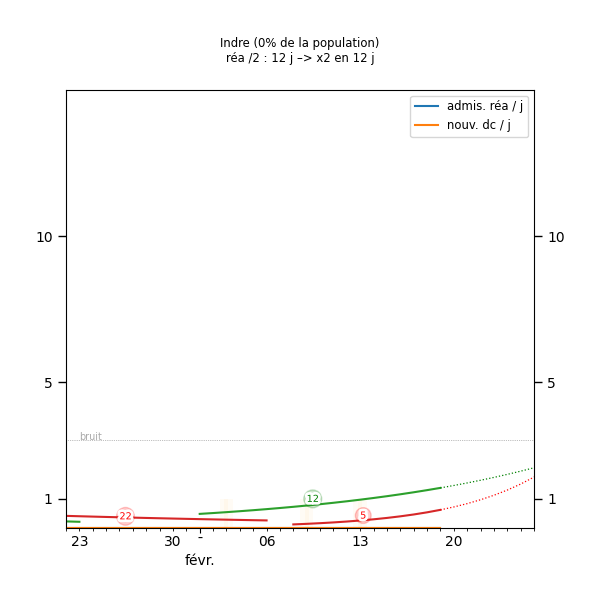 Indre (0% de la population)
réa /2 : 12 j –> x2 en 12 j
admis. réa / j
nouv. dc / j
10
10
5
5
bruit
1
1
12
22
5
23
30
-
06
13
20
févr.